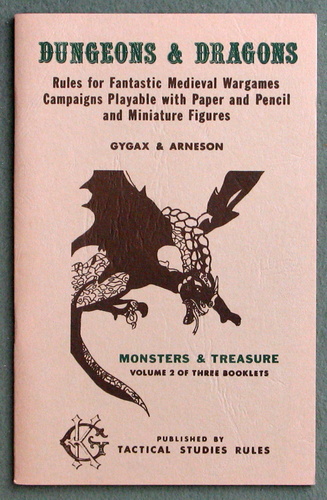 DUNGEONS & DRAGONS
Rules for Fantastic Medieval Wargames
Campaigns Playable with Paper and Pencil
and Miniature Figures
GYGAX & ARNESON
MONSTERS & TREASURE
VOLUME 2 OF THREE BOOKLETS
PUBLISHED BY
TACTICAL STUDIES RULES